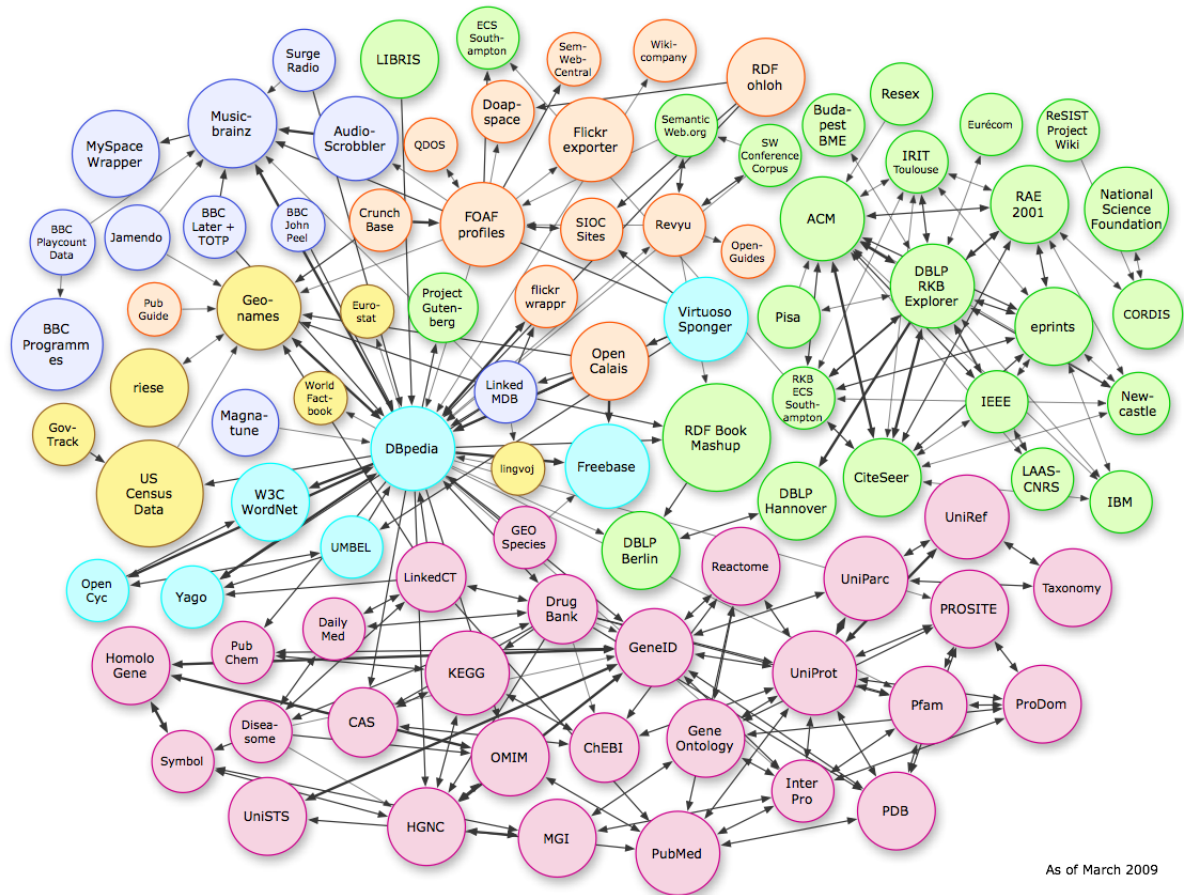 ECS
South-
ampton
Surge
Radio
LIBRIS
Sem-
Web-
Central
Wiki-
company
RDF
ohloh
Doap-
space
Resex
Music-
brainz
Audio-
Scrobbler
QDOS
Flickr
exporter
Semantic
Web.org
SW
Conference
Corpus
Buda-
pest
BME
Eurécom
ReSIST
Project
Wiki
MySpace
Wrapper
IRIT
Toulouse
RAE
2001
National
Science
Foundation
BBC
Playcount
Data
Jamendo
BBC
Later +
TOTP
BBC
John
Peel
Crunch
Base
FOAF
profiles
SIOC
Sites
Revyu
Open-
Guides
ACM
DBLP
RKB
Explorer
Pub
Guide
Geo-
names
Euro-
stat
Project
Guten-
berg
flickr
wrappr
Virtuoso
Sponger
Pisa
eprints
CORDIS
BBC
Programm
es
riese
World
Fact-
book
Linked
MDB
Open
Calais
RKB
ECS
South-
ampton
IEEE
New-
castle
Gov-
Track
Magna-
tune
DBpedia
RDF Book
Mashup
US
Census
Data
W3C
WordNet
lingvoj
Freebase
CiteSeer
LAAS-
CNRS
IBM
DBLP
Hannover
UMBEL
GEO
Species
DBLP
Berlin
UniRef
Open
Cyc
Yago
LinkedCT
Reactome
UniParc
Taxonomy
Daily
Med
Drug
Bank
PROSITE
Homolo
Gene
Pub
Chem
KEGG
GeneID
UniProt
Pfam
ProDom
Disea-
some
CAS
Symbol
OMIM
ChEBI
Gene
Ontology
Inter
Pro
UniSTS
HGNC
MGI
PubMed
PDB
As of March 2009